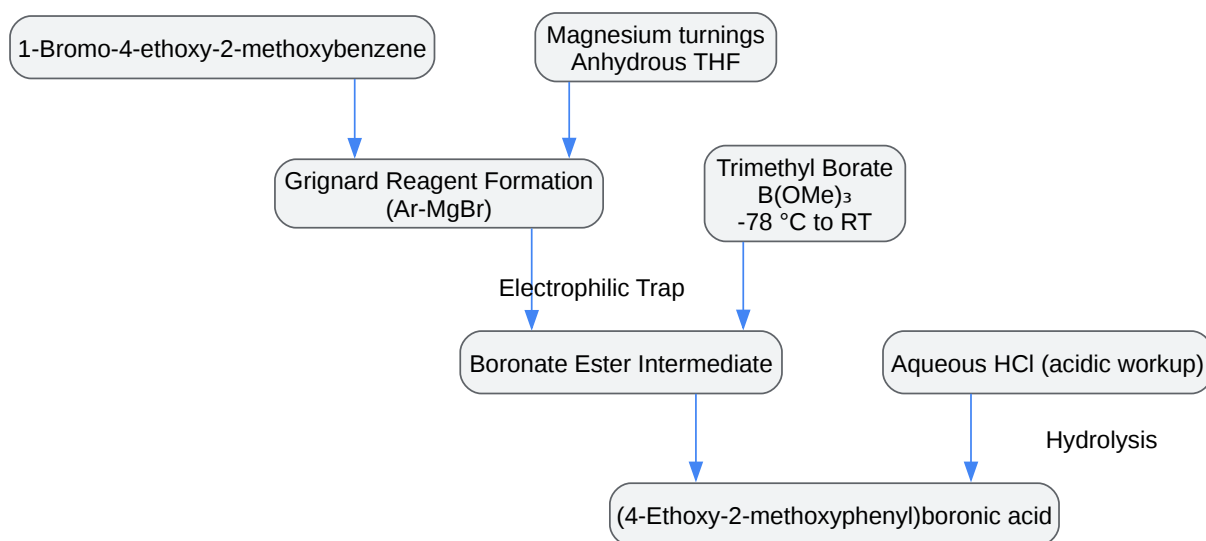 1-Bromo-4-ethoxy-2-methoxybenzene
Magnesium turnings
Anhydrous THF
Grignard Reagent Formation
(Ar-MgBr)
Trimethyl Borate
B(OMe)₃
-78 °C to RT
Electrophilic Trap
Boronate Ester Intermediate
Aqueous HCl (acidic workup)
Hydrolysis
(4-Ethoxy-2-methoxyphenyl)boronic acid